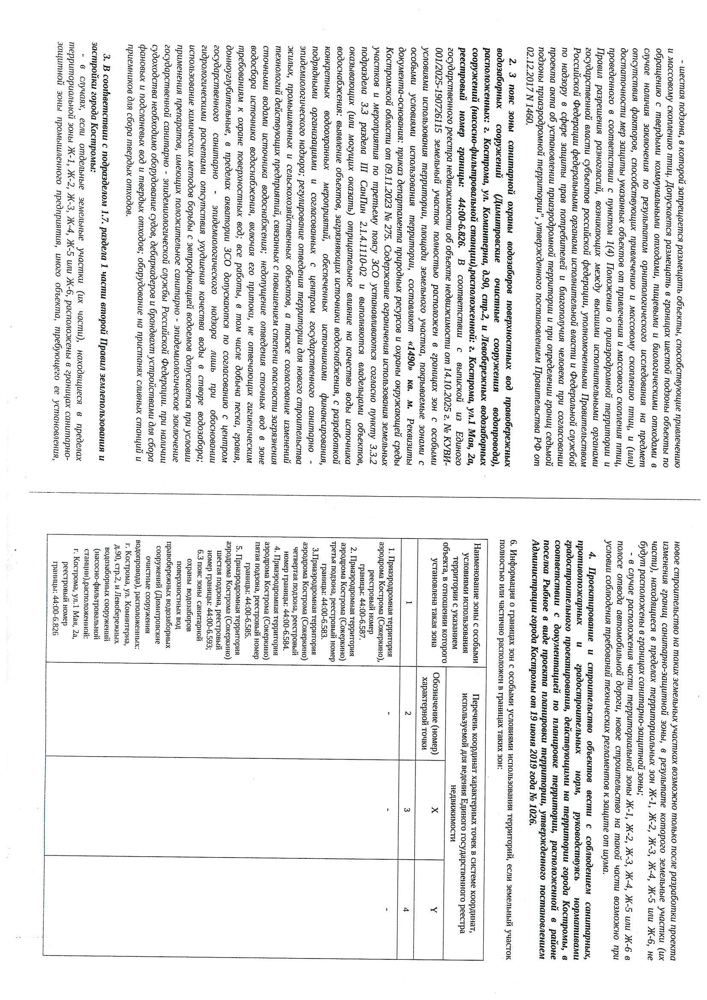 - шестая подзона, в которой запрещается размещать объекты, способствующие привлечению
и массовому скоплению птиц. Допускается размещать в границах шестой подзоны объекты по
обращению с твердыми коммунальными отходами, пищевыми и биологическими отходами в
случае наличия заключения по результатам орнитологического исследования на предмет
отсутствия факторов, способствующих привлечению и массовому скоплению птиц, и (или)
достаточности мер защиты указанных объектов от привлечения и массового скопления птиц,
проведенного в соответствии с пунктом 1(4) Положения о приаэродромной территории и
Правил разрешения разногласий, возникающих между высшими исполнительными органами
государственной власти субъектов российской федерации, уполномоченными Правительством
Российской Федерации федеральными органами исполнительной власти и Федеральной службой
по надзору в сфере защиты прав потребителей и благополучия человека при согласовании
проекта акта об установлении приаэродромной территории и при определении границ седьмой
подзоны приаэродромной территории", утвержденного постановлением Правительства РФ от
02.12.2017 N 1460.
2. 3 пояс зоны санитарной охраны водозаборов поверхностных вод правобережных
водозаборных сооружений (Димитровские очистные сооружения водопровода),
расположенных: г. Кострома, ул. Коминтерна, д.90, стр.2, и Левобережных водозаборных
сооружений (насосно-фильтровальной станции),расположенной: г. Кострома, ул.1 Мая, 2а,
реестровый номер границы: 44:00-6.826. В соответствии с выпиской из Единого
государственного реестра недвижимости об объекте недвижимости от 14.10.2025 г. № КУВИ-
001/2025-190726115 земельный участок полностью расположен в границах зон с особыми
условиями использования территории, площади земельного участка, покрываемые зонами с
особыми условиями использования территории, составляют «1490» кв. м. Реквизиты
документа-основания: приказ департамента природных ресурсов и охраны окружающей среды
Костромской области от 09.11.2023 № 275. Содержание ограничения использования земельных
участков и мероприятия по третьему поясу ЗСО устанавливаются согласно пункту 3.3.2
подраздела 3.3 раздела III СанПин 2.1.4.1110-02 и выполняются владельцами объектов,
оказывающих (или могущих оказать) отрицательное влияние на качество воды источника
водоснабжения: выявление объектов, загрязняющих источники водоснабжения, с разработкой
конкретных водоохранных мероприятий, обеспеченных источниками финансирования,
подрядными организациями и согласованных с центром государственного санитарно -
эпидемиологического надзора; регулирование отведения территории для нового строительства
жилых, промышленных и сельскохозяйственных объектов, а также согласование изменений
технологий действующих предприятий, связанных с повышением степени опасности загрязнения
сточными водами источника водоснабжения; недопущение отведения сточных вод в зоне
водосбора источника водоснабжения, включая его притоки, не отвечающих гигиеническим
требованиям к охране поверхностных вод; все работы, в том числе добыча песка, гравия,
донноуглубительные, в пределах акватории ЗСО допускаются по согласованию с центром
государственного санитарно - эпидемиологического надзора лишь при обосновании
гидрологическими расчетами отсутствия ухудшения качества воды в створе водозабора;
использование химических методов борьбы с эвтрофикацией водоемов допускается при условии
применения препаратов, имеющих положительное санитарно - эпидемиологическое заключение
государственной санитарно - эпидемиологической службы Российской Федерации. при наличии
судоходства необходимо оборудование судов, дебаркадеров и брандвахт устройствами для сбора
фановых и подсланевых вод и твердых отходов; оборудование на пристанях сливных станций и
приемников для сбора твердых отходов.
3. В соответствии с подразделом 1.7. раздела 1 части второй Правил землепользования и
застройки города Костромы:
- в случаях, если отдельные земельные участки (их части), находящиеся в пределах
территориальной зоны Ж-1, Ж-2, Ж-3, Ж-4, Ж-5 или Ж-6, расположены в границах санитарно-
защитной зоны промышленного предприятия, иного объекта, требующего ее установления,
новое строительство на таких земельных участках возможно только после разработки проекта
изменения границ санитарно-защитной зоны, в результате которого земельные участки (их
части), находящиеся в пределах территориальных зон Ж-1, Ж-2, Ж-3, Ж-4, Ж-5 или Ж-6, не
будут расположены в границах санитарно-защитной зоны;
- в случае расположения части территориальной зоны Ж-1, Ж-2, Ж-3, Ж-4, Ж-5 или Ж-6 в
полосе отвода автомобильной дороги, новое строительство на такой части возможно при
условии соблюдения требований технических регламентов к защите от шума.
4. Проектирование и строительство объектов вести с соблюдением санитарных,
противопожарных и градостроительных норм, руководствуясь нормативами
градостроительного проектирования, действующими на территории города Костромы, в
соответствии с документацией по планировке территории, расположенной в районе
поселка Рыбное в виде проекта планировки территории, утвержденного постановлением
Администрации города Костромы от 19 июня 2019 года № 1026.
6. Информация о границах зон с особыми условиями использования территорий, если земельный участок
полностью или частично расположен в границах таких зон:
Наименование зоны с особыми
условиями использования
территории с указанием
объекта, в отношении которого
установлена такая зона
Перечень координат характерных точек в системе координат,
используемой для ведения Единого государственного реестра
недвижимости
Обозначение (номер)
характерной точки
X
Y
1
2
3
4
1. Приаэродромная территория
аэродрома Кострома (Сокеркино),
реестровый номер
границы: 44:00-6.587.
2. Приаэродромная территория
аэродрома Кострома (Сокеркино)
третья подзона, реестровый номер
границы: 44:00-6.583.
3.Приаэродромная территория
аэродрома Кострома (Сокеркино)
четвертая подзона, реестровый
номер границы: 44:00-6.584.
4. Приаэродромная территория
аэродрома Кострома (Сокеркино)
пятая подзона, реестровый номер
границы: 44:00-6.585.
5. Приаэродромная территория
аэродрома Кострома (Сокеркино)
шестая подзона, реестровый
номер границы: 44:00-6.593;
6.3 пояс зоны санитарной
охраны водозаборов
поверхностных вод
правобережных водозаборных
сооружений (Димитровские
очистные сооружения
водопровода), расположенных:
г. Кострома, ул. Коминтерна,
д.90, стр.2, и Левобережных
водозаборных сооружений
(насосно-фильтровальной
станции),расположенной:
г. Кострома, ул.1 Мая, 2а,
реестровый номер
границы: 44:00-6.826
-
-
-